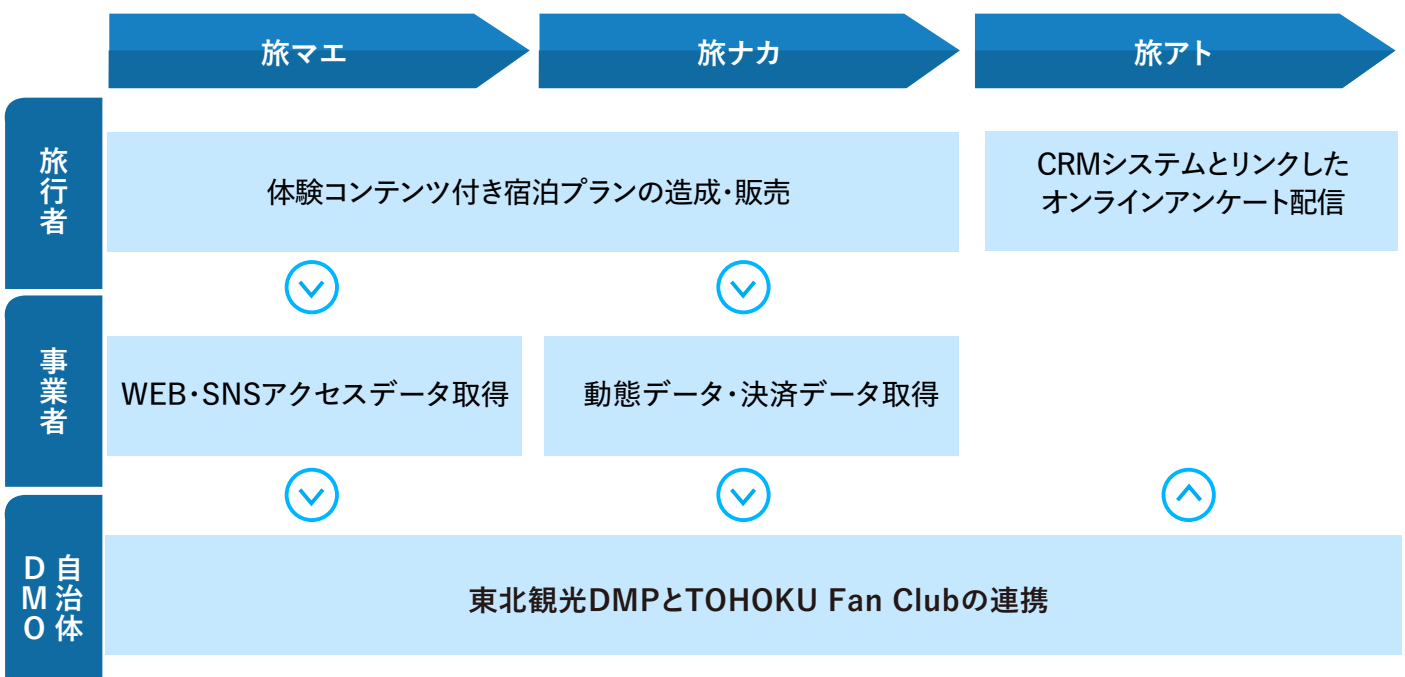 旅マエ
旅ナカ
旅アト
旅行者
体験コンテンツ付き宿泊プランの造成・販売
CRMシステムとリンクした
オンラインアンケート配信
事業者
WEB・SNSアクセスデータ取得
動態データ・決済データ取得
自治体
DMO
東北観光DMPとTOHOKU Fan Clubの連携